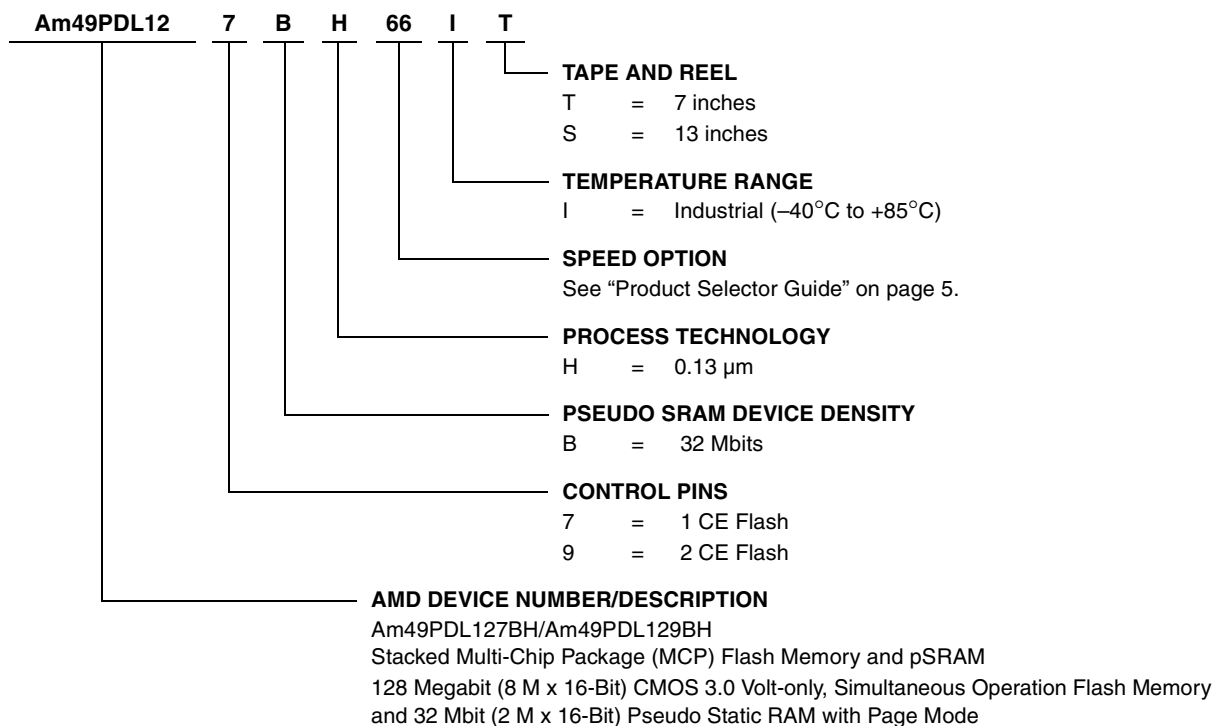 Am49PDL12 7 B H 66 I T
TAPE AND REEL
T = 7 inches
S = 13 inches
TEMPERATURE RANGE
I = Industrial (–40°C to +85°C)
SPEED OPTION
See “Product Selector Guide” on page 5.
PROCESS TECHNOLOGY
H = 0.13 µm
PSEUDO SRAM DEVICE DENSITY
B = 32 Mbits
CONTROL PINS
7 = 1 CE Flash
9 = 2 CE Flash
AMD DEVICE NUMBER/DESCRIPTION
Am49PDL127BH/Am49PDL129BH
Stacked Multi-Chip Package (MCP) Flash Memory and pSRAM
128 Megabit (8 M x 16-Bit) CMOS 3.0 Volt-only, Simultaneous Operation Flash Memory
and 32 Mbit (2 M x 16-Bit) Pseudo Static RAM with Page Mode